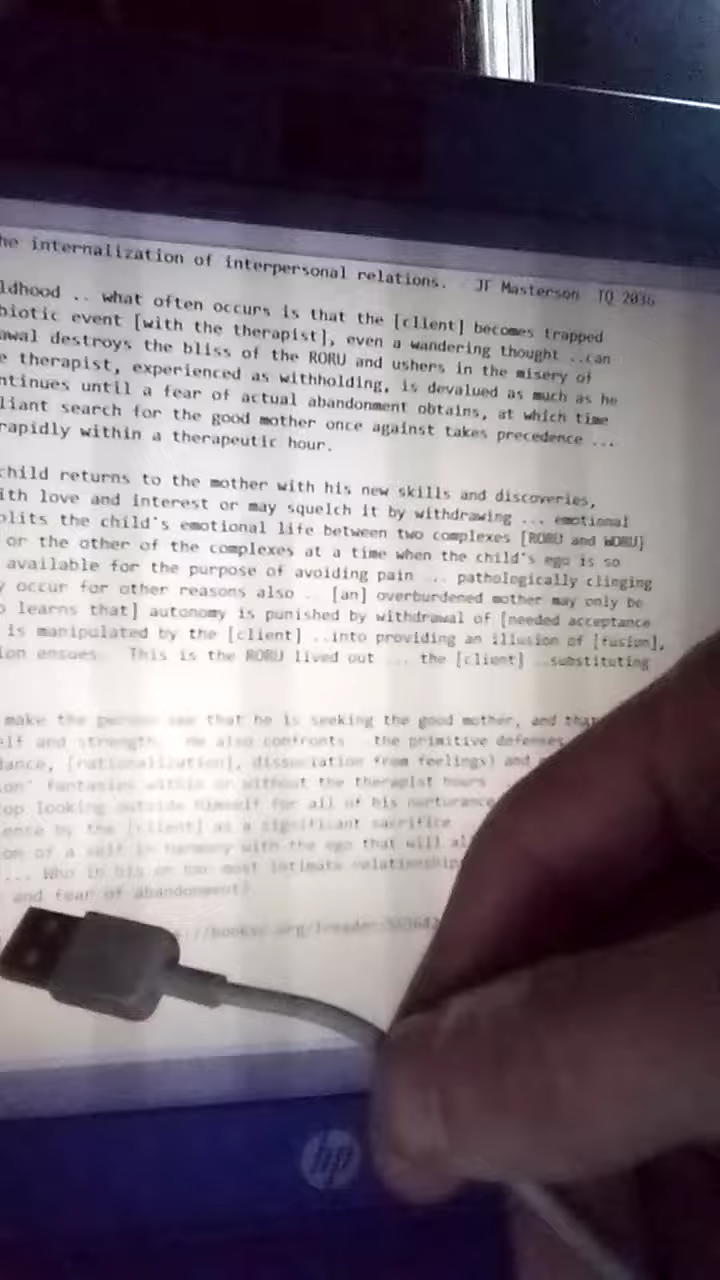 he internalization of interpersonal relations. JF Masterson TQ 2036
ldhood .. what often occurs is that the [client] becomes trapped
biotic event [with the therapist], even a wandering thought ..can
awal destroys the bliss of the RORU and ushers in the misery of
e therapist, experienced as withholding, is devalued as much as he
ntinues until a fear of actual abandonment obtains, at which time
liant search for the good mother once against takes precedence ...
rapidly within a therapeutic hour.
child returns to the mother with his new skills and discoveries,
ith love and interest or may squelch it by withdrawing ... emotional
plits the child's emotional life between two complexes [RORU and WORU]
or the other of the complexes at a time when the child's ego is so
available for the purpose of avoiding pain ... pathologically clinging
y occur for other reasons also .. [an] overburdened mother may only be
o learns that] autonomy is punished by withdrawal of [needed acceptance
is manipulated by the [client] ..into providing an illusion of [fusion],
ion ensues. This is the RORU lived out ... the [client] ..substituting
make the person see that he is seeking the good mother, and that
elf and strength. He also confronts the primitive defenses
dance, [rationalization], dissociation from feelings) and
ion" fantasies within or without the therapist hours
top looking outside himself for all of his nurturance
ence by the [client] as a significant sacrifice
on of a self in harmony with the ego that will al
... Who in his or her most intimate relationship
and fear of abandonment?
hp